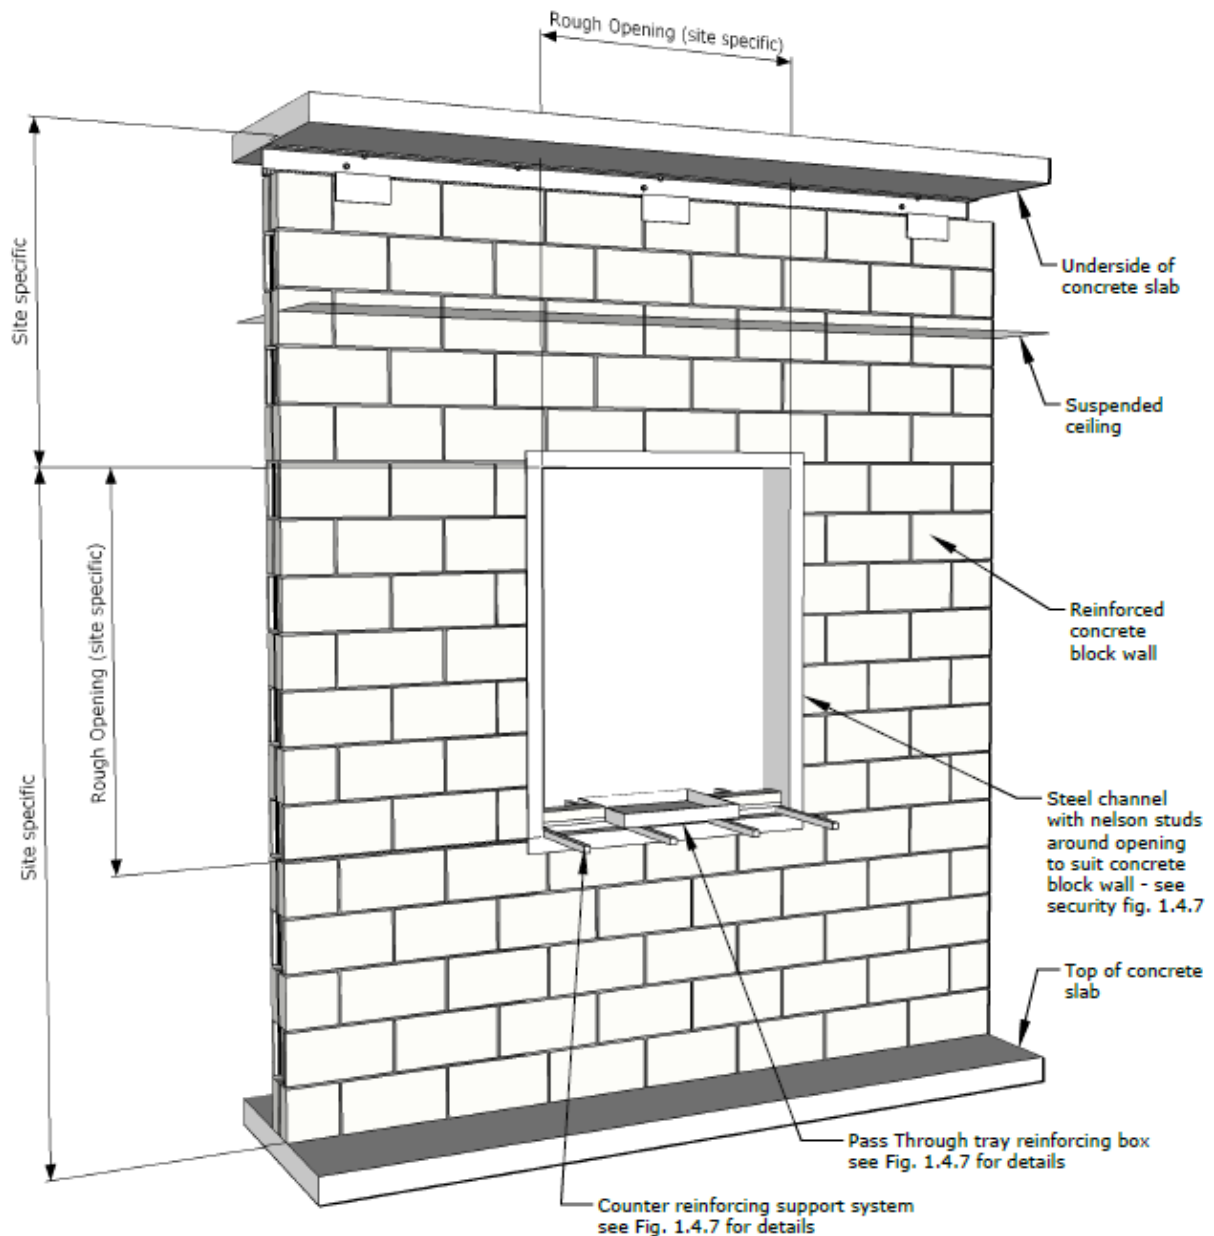 Rough Opening (site specific)
Site specific
Underside of
concrete slab
Suspended
ceiling
Rough Opening (site specific)
Reinforced
concrete
block wall
Site specific
Steel channel
with nelson studs
around opening
to suit concrete
block wall - see
security fig. 1.4.7
Top of concrete
slab
Pass Through tray reinforcing box
see Fig. 1.4.7 for details
Counter reinforcing support system
see Fig. 1.4.7 for details